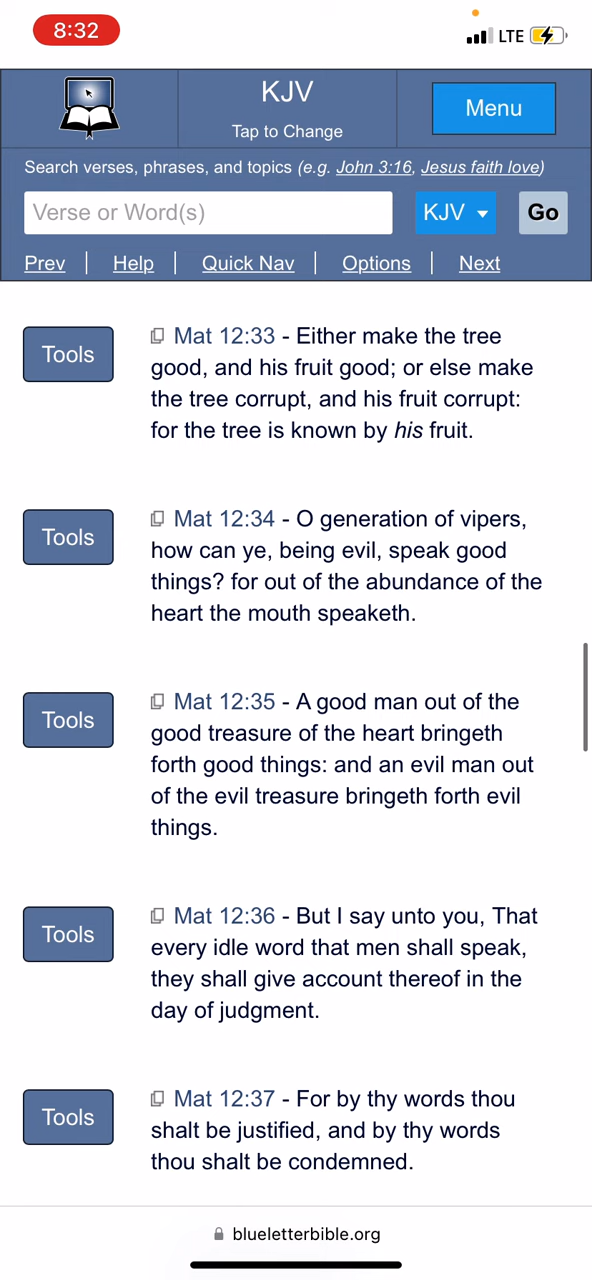 8:32
LTE
KJV
Tap to Change
Menu
Search verses, phrases, and topics (e.g. John 3:16, Jesus faith love)
Verse or Word(s)
KJV
Go
Prev | Help | Quick Nav | Options | Next
Tools
Mat 12:33 - Either make the tree
good, and his fruit good; or else make
the tree corrupt, and his fruit corrupt:
for the tree is known by his fruit.
Tools
Mat 12:34 - O generation of vipers,
how can ye, being evil, speak good
things? for out of the abundance of the
heart the mouth speaketh.
Tools
Mat 12:35 - A good man out of the
good treasure of the heart bringeth
forth good things: and an evil man out
of the evil treasure bringeth forth evil
things.
Tools
Mat 12:36 - But I say unto you, That
every idle word that men shall speak,
they shall give account thereof in the
day of judgment.
Tools
Mat 12:37 - For by thy words thou
shalt be justified, and by thy words
thou shalt be condemned.
blueletterbible.org